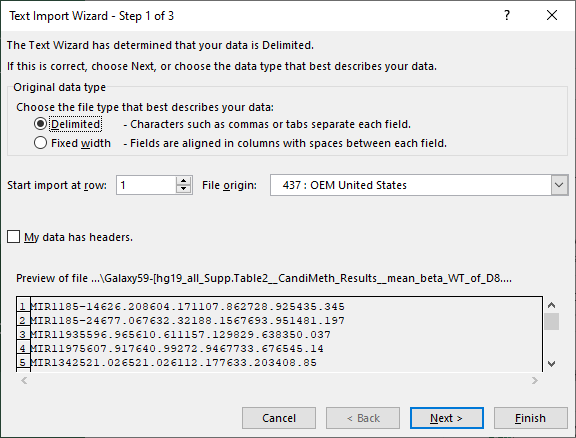 Text Import Wizard - Step 1 of 3
The Text Wizard has determined that your data is Delimited.
If this is correct, choose Next, or choose the data type that best describes your data.
Original data type
Choose the file type that best describes your data:
Delimited - Characters such as commas or tabs separate each field.
Fixed width - Fields are aligned in columns with spaces between each field.
Start import at row: 1 File origin: 437 : OEM United States
My data has headers.
Preview of file ...\Galaxy59-[hg19_all_Supp.Table2__CandiMeth_Results__mean_beta_WT_of_D8....
1 MIR1185-14626.208604.171107.862728.925435.345
2 MIR1185-24677.067632.32188.1567693.951481.197
3 MIR11935596.965610.611157.129829.638350.037
4 MIR11975607.917640.99272.9467733.676545.14
5 MIR1342521.026521.026112.177633.203408.85
Cancel < Back Next > Finish